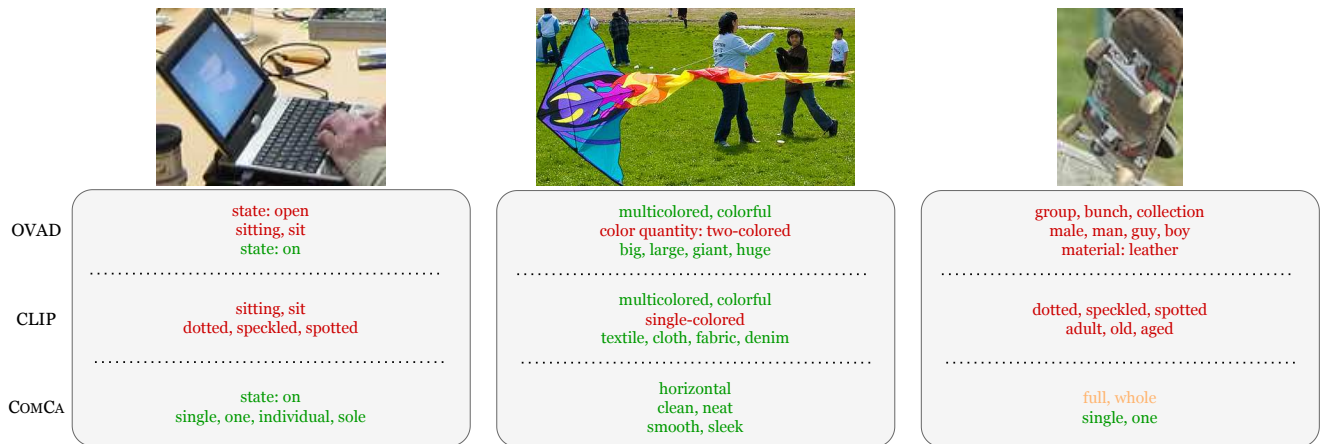 OVAD
state: open
sitting, sit
state: on
multicolored, colorful
color quantity: two-colored
big, large, giant, huge
group, bunch, collection
male, man, guy, boy
material: leather
CLIP
sitting, sit
dotted, speckled, spotted
multicolored, colorful
single-colored
textile, cloth, fabric, denim
dotted, speckled, spotted
adult, old, aged
COMCA
state: on
single, one, individual, sole
horizontal
clean, neat
smooth, sleek
full, whole
single, one